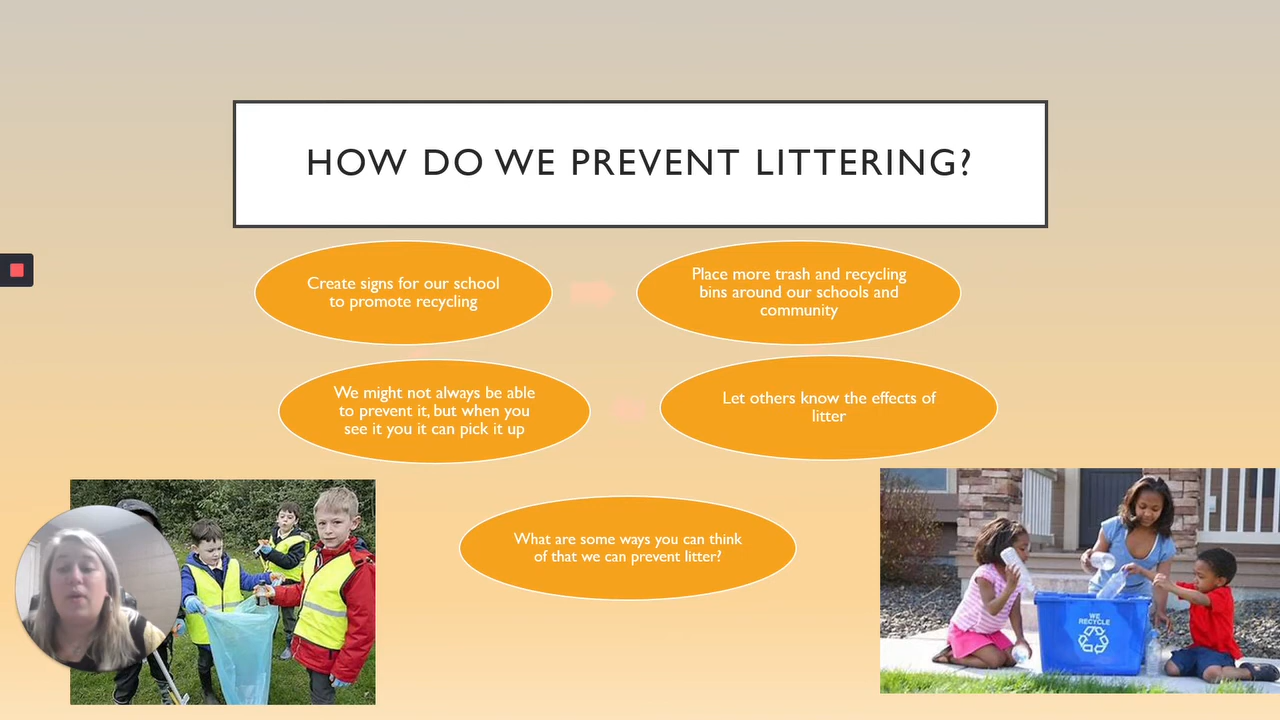 HOW DO WE PREVENT LITTERING?
Create signs for our school
to promote recycling
Place more trash and recycling
bins around our schools and
community
We might not always be able
to prevent it, but when you
see it you it can pick it up
Let others know the effects of
litter
What are some ways you can think
of that we can prevent litter?
WE
RECYCLE